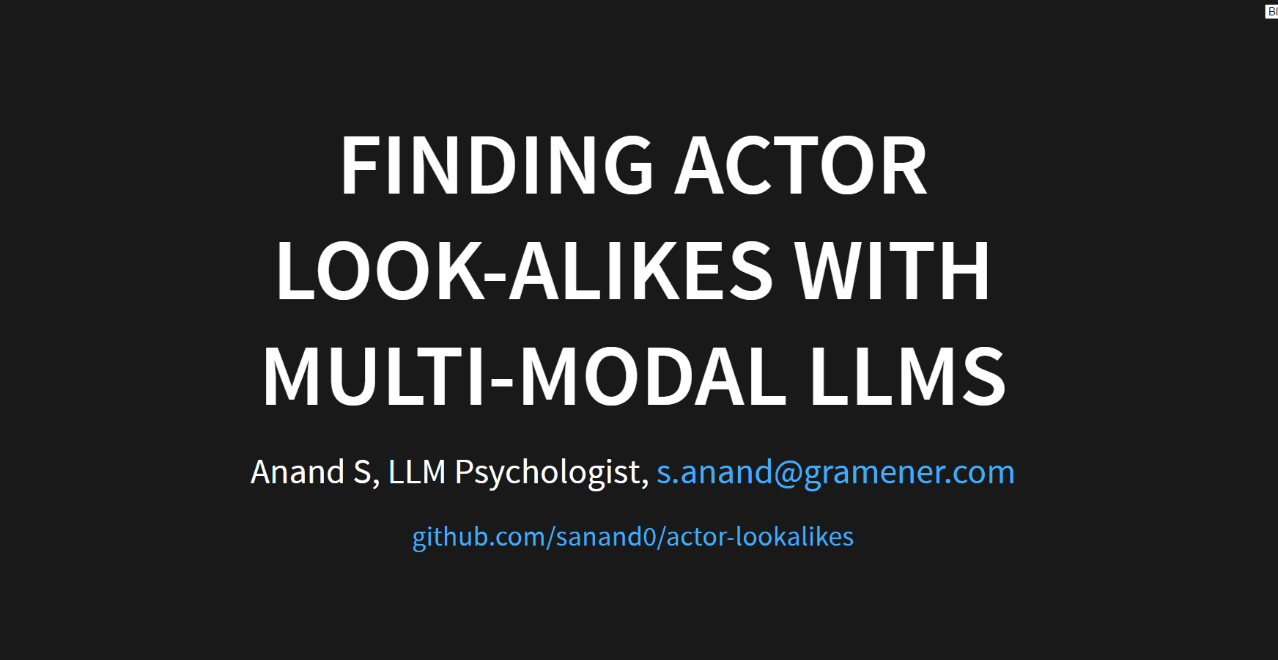 Bl
FINDING ACTOR
LOOK-ALIKES WITH
MULTI-MODAL LLMS
Anand S, LLM Psychologist, s.anand@gramener.com
github.com/sanand0/actor-lookalikes